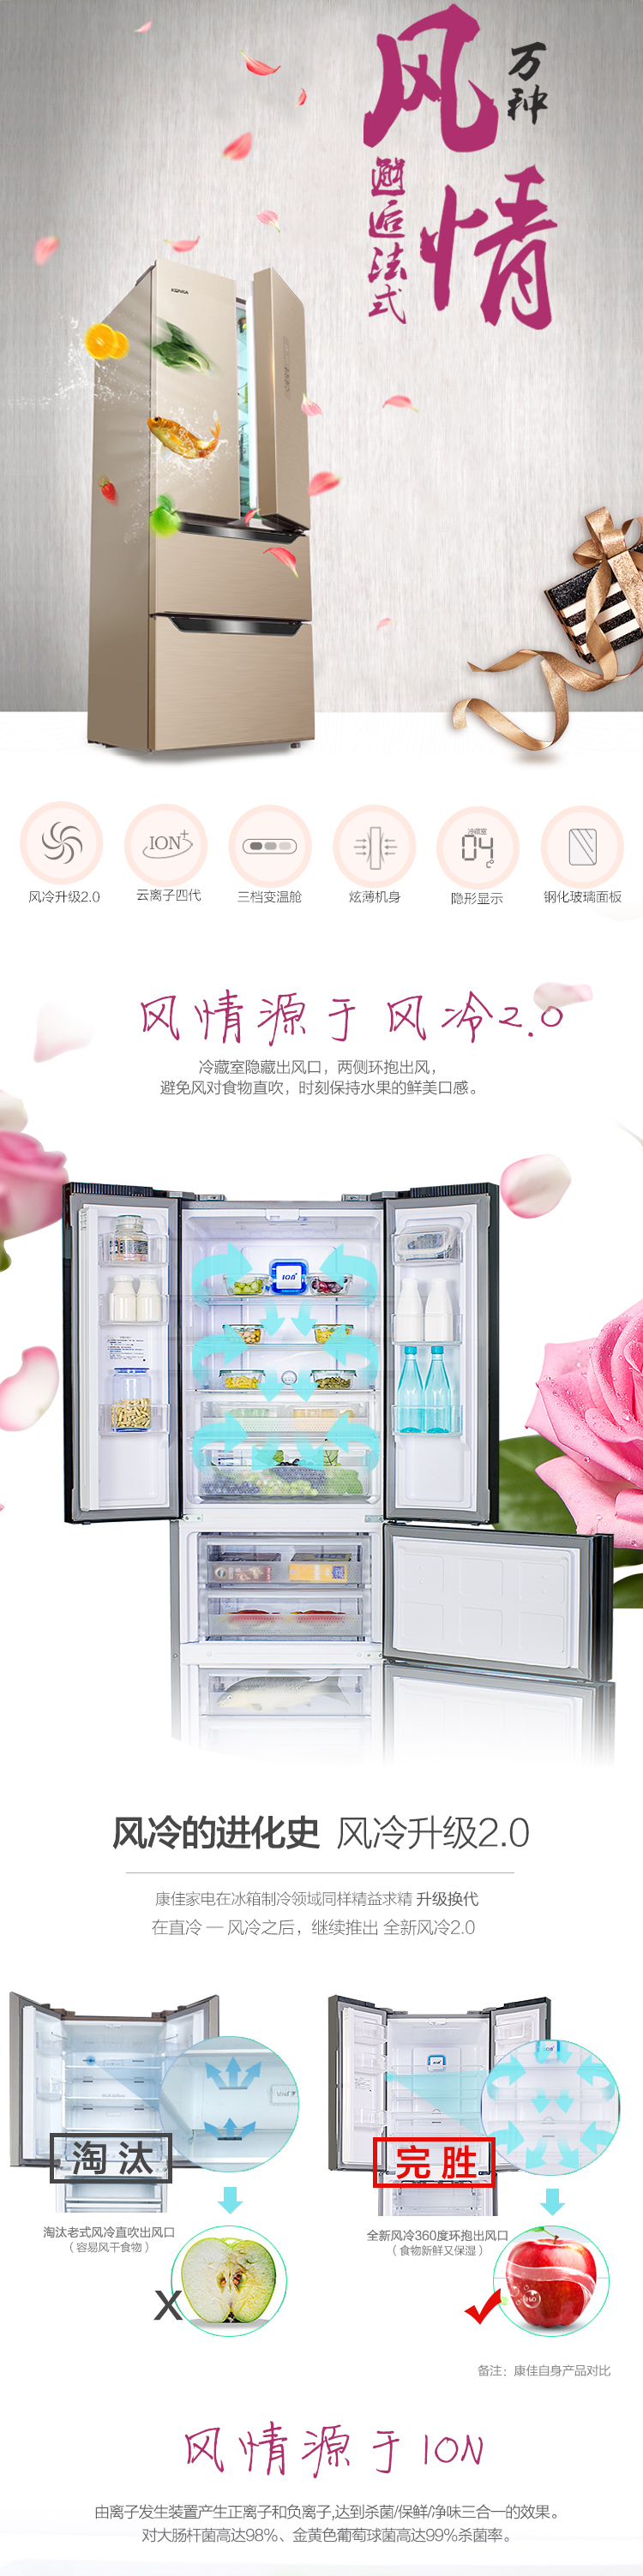 万种
风情
邂逅法式
KONKA
ION+
冷藏室
04℃
风冷升级2.0
云离子四代
三档变温舱
炫薄机身
隐形显示
钢化玻璃面板
风情源于 风冷2.0
冷藏室隐藏出风口，两侧环抱出风，
避免风对食物直吹，时刻保持水果的鲜美口感。
ION+
风冷的进化史 风冷升级2.0
康佳家电在冰箱制冷领域同样精益求精 升级换代
在直冷 — 风冷之后，继续推出 全新风冷2.0
淘汰
完胜
淘汰老式风冷直吹出风口
（容易风干食物）
全新风冷360度环抱出风口
（食物新鲜又保湿）
X
H2O
备注：康佳自身产品对比
风情源于ION
由离子发生装置产生正离子和负离子,达到杀菌/保鲜/净味三合一的效果。
对大肠杆菌高达98%、金黄色葡萄球菌高达99%杀菌率。